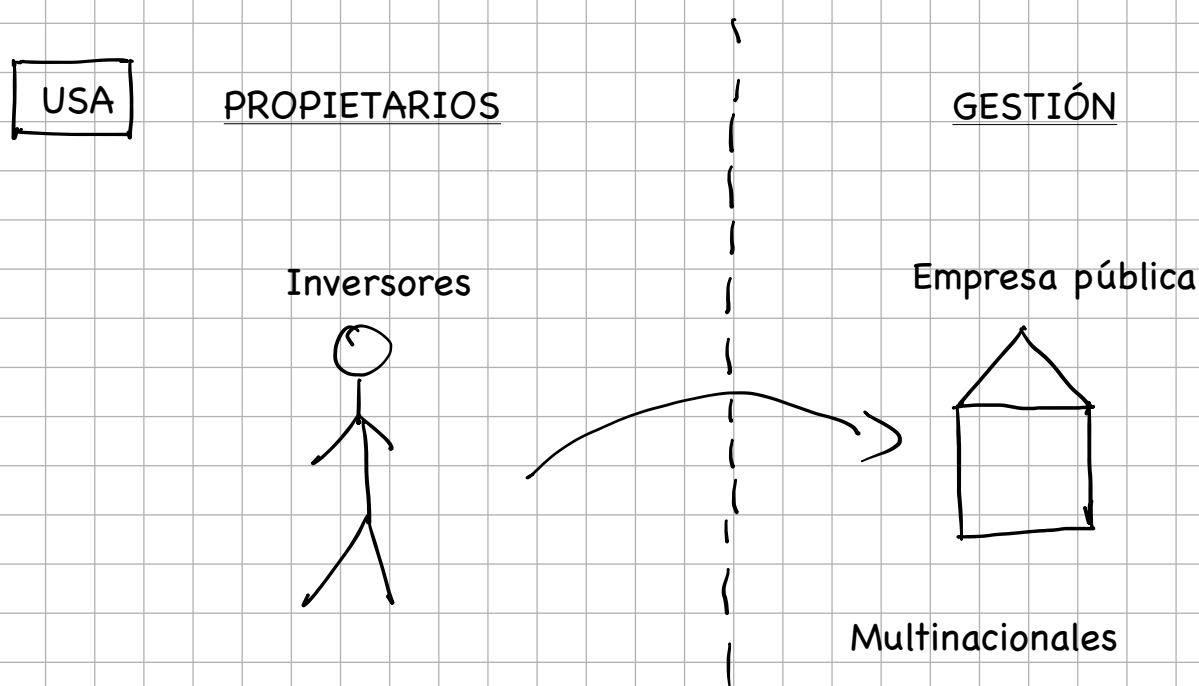 USA
PROPIETARIOS
GESTIÓN
Inversores
Empresa pública
Multinacionales